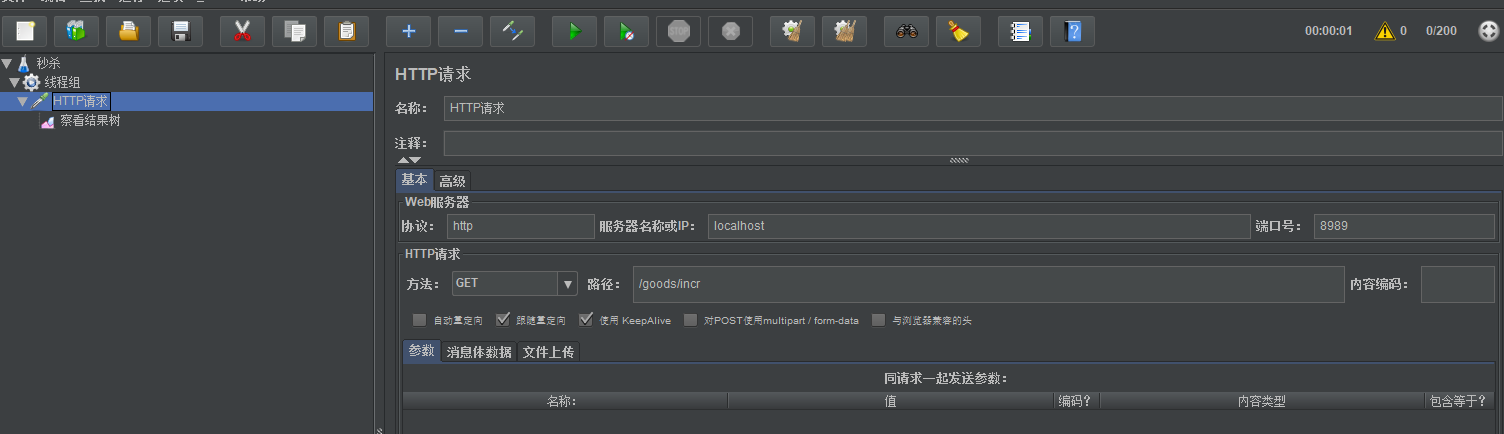 STOP
00:00:01 0 0/200
秒杀
线程组
HTTP请求
察看结果树
HTTP请求
名称： HTTP请求
注释：
基本 高级
Web服务器
协议： http 服务器名称或IP： localhost 端口号： 8989
HTTP请求
方法： GET 路径： /goods/incr 内容编码：
自动重定向 跟随重定向 使用 KeepAlive 对POST使用multipart / form-data 与浏览器兼容的头
参数 消息体数据 文件上传
同请求一起发送参数：
名称： 值 编码？ 内容类型 包含等于？